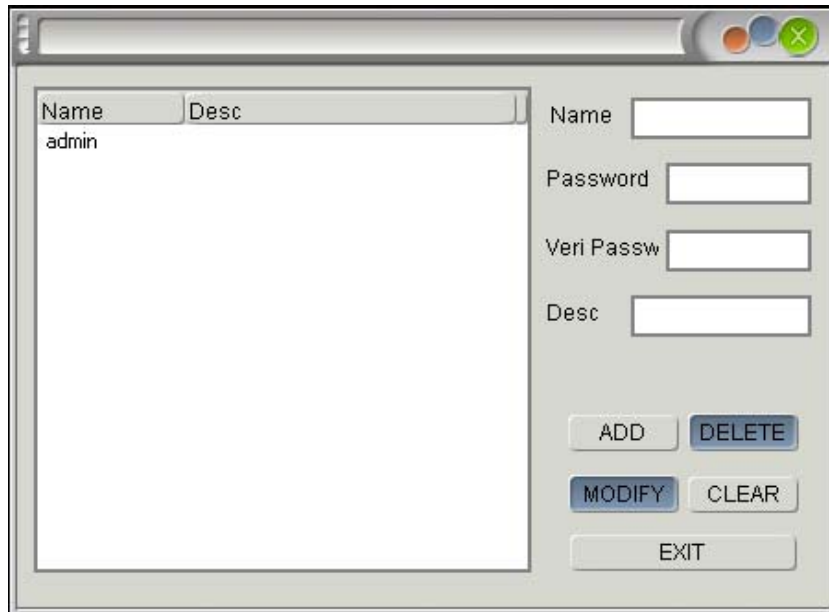 Name Desc
admin
Name
Password
Veri Passw
Desc
ADD DELETE
MODIFY CLEAR
EXIT